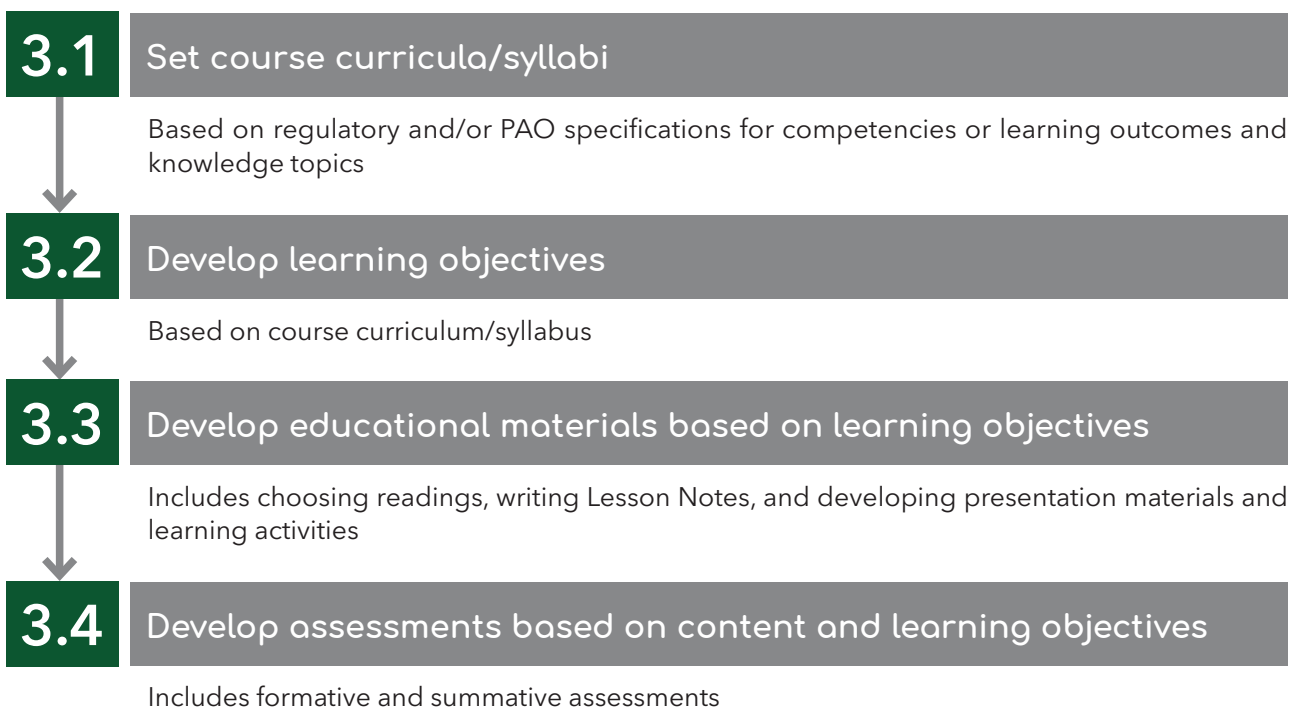 3.1 Set course curricula/syllabi
Based on regulatory and/or PAO specifications for competencies or learning outcomes and
knowledge topics
3.2 Develop learning objectives
Based on course curriculum/syllabus
3.3 Develop educational materials based on learning objectives
Includes choosing readings, writing Lesson Notes, and developing presentation materials and
learning activities
3.4 Develop assessments based on content and learning objectives
Includes formative and summative assessments